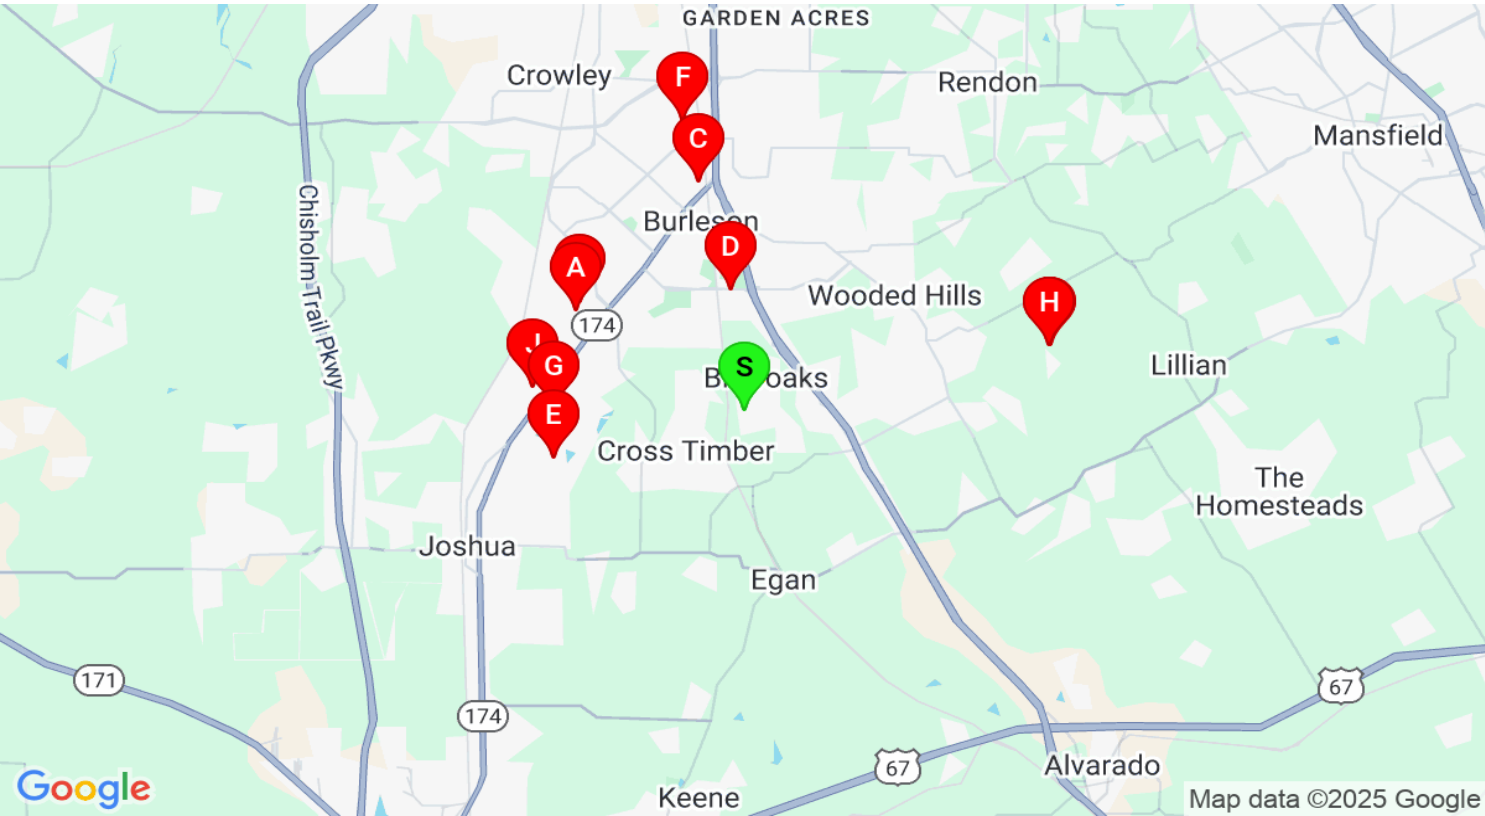 GARDEN ACRES
Crowley
F
Rendon
C
Mansfield
Chisholm Trail Pkwy
Burleson
D
A
Wooded Hills
H
174
J
G
S
Lillian
E
Cross Timber
The
Homesteads
Joshua
Egan
171
67
174
67
Alvarado
Google
Keene
Map data ©2025 Google